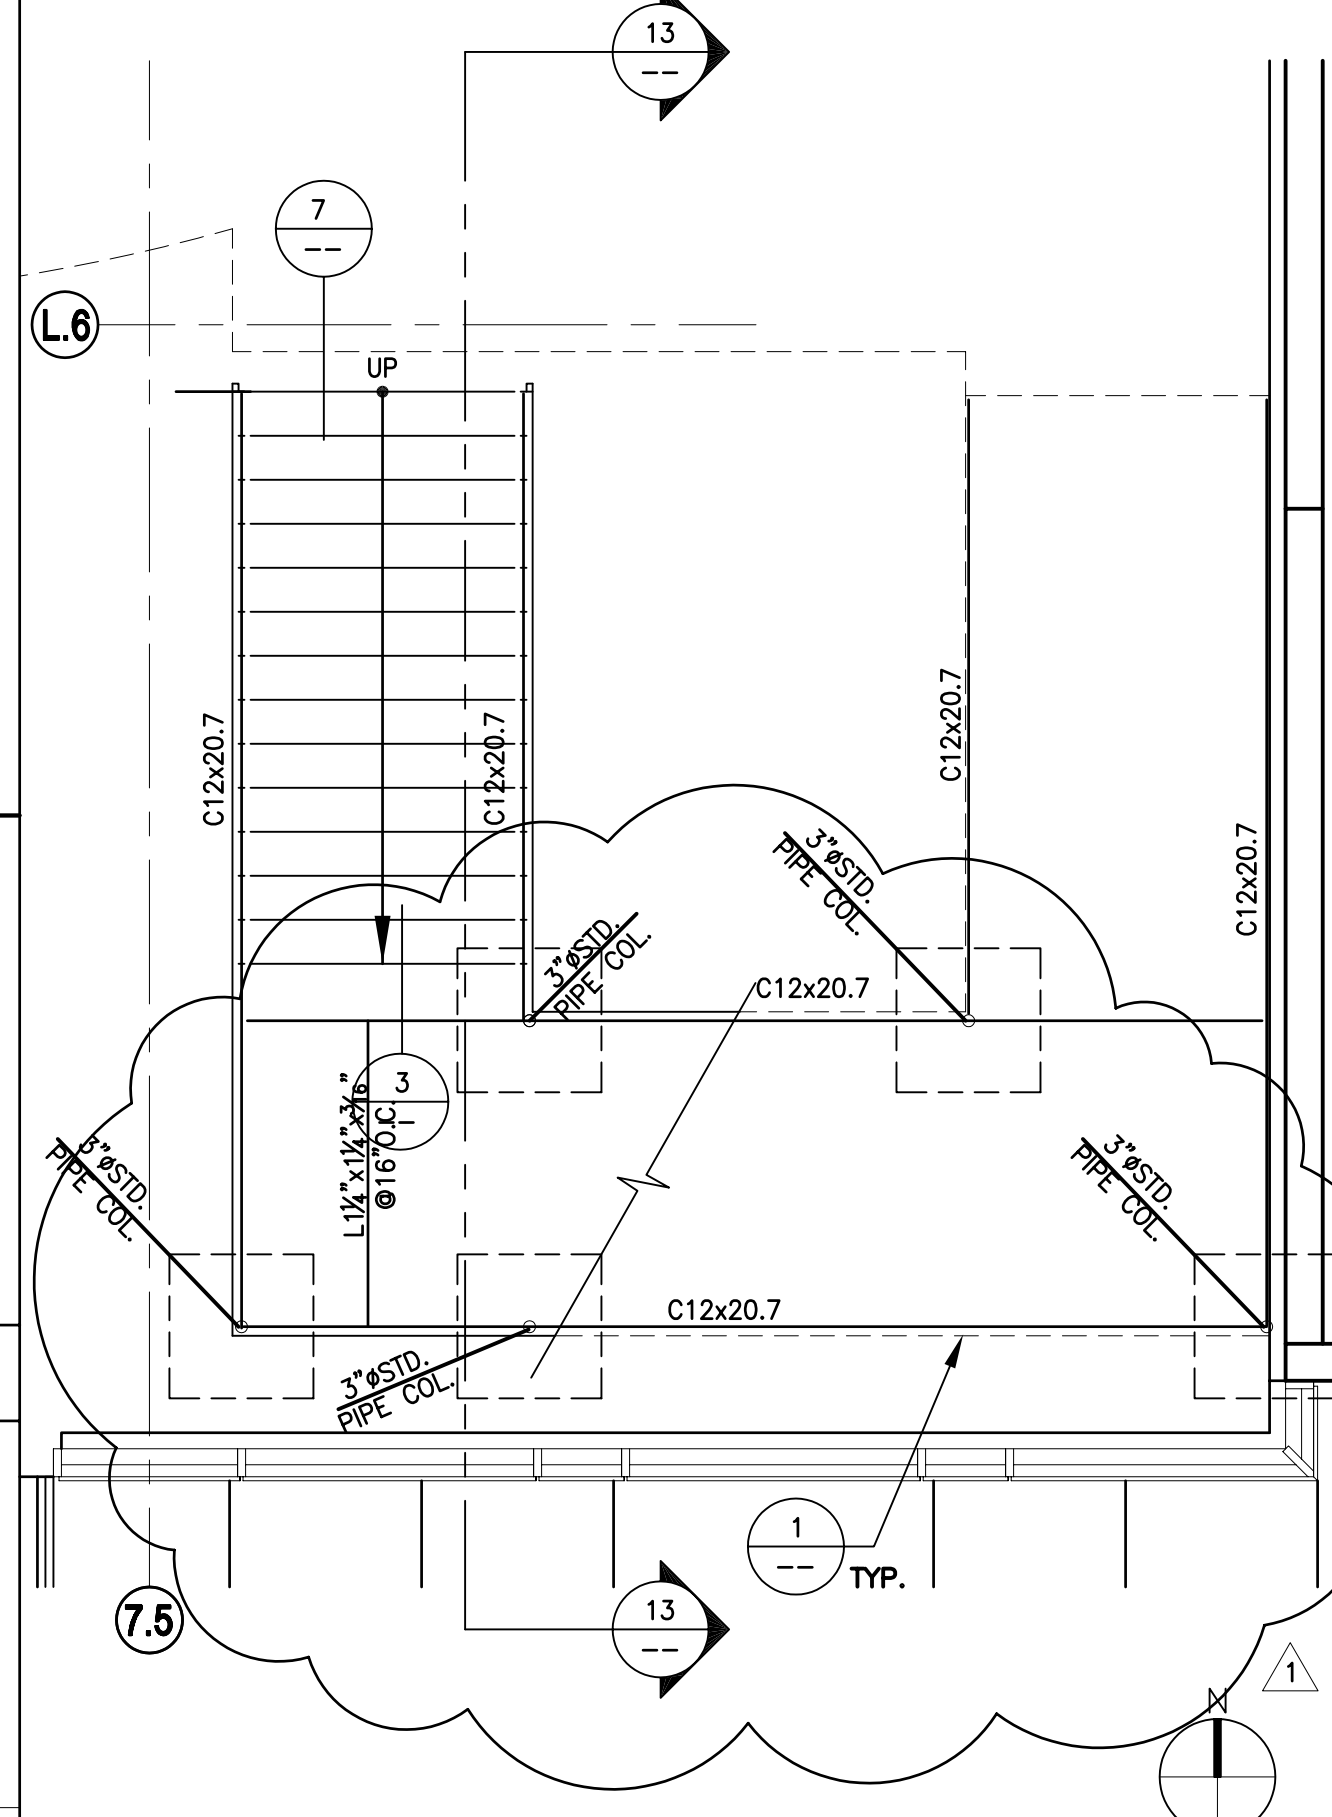 13
--
7
--
L.6
UP
C12x20.7
C12x20.7
C12x20.7
C12x20.7
3"øSTD.
PIPE COL.
3"øSTD.
PIPE COL.
C12x20.7
3
L1¼"x1¼"x3/16"
@16"O.C.
3"øSTD.
PIPE COL.
3"øSTD.
PIPE COL.
C12x20.7
3"øSTD.
PIPE COL.
1
--
TYP.
7.5
13
--
1
N